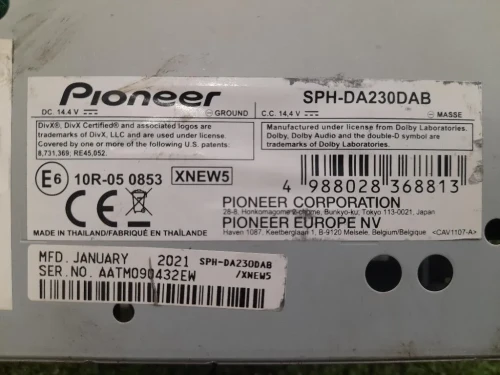 Pioneer
SPH-DA230DAB
DC. 14.4 V GROUND C.C. 14,4 V MASSE
DivX®, DivX Certified® and associated logos are
trademarks of DivX, LLC and are used under license.
Covered by one or more of the following U.S. patents:
8,731,369; RE45,052.
Manufactured under license from Dolby Laboratories.
Dolby, Dolby Audio and the double-D symbol are
trademarks of Dolby Laboratories.
E6 10R-05 0853 XNEW5
4 988028 368813
CE
PIONEER CORPORATION
28-8, Honkomagome 2-chome, Bunkyo-ku, Tokyo 113-0021, Japan
PIONEER EUROPE NV
Haven 1087, Keetberglaan 1, B-9120 Melsele, Belgium/Belgique <CAV1107-A>
MADE IN THAILAND/FABRIQUÉ EN THAÏLANDE
MFD. JANUARY 2021 SPH-DA230DAB
/XNEW5
SER.NO. AATM090432EW